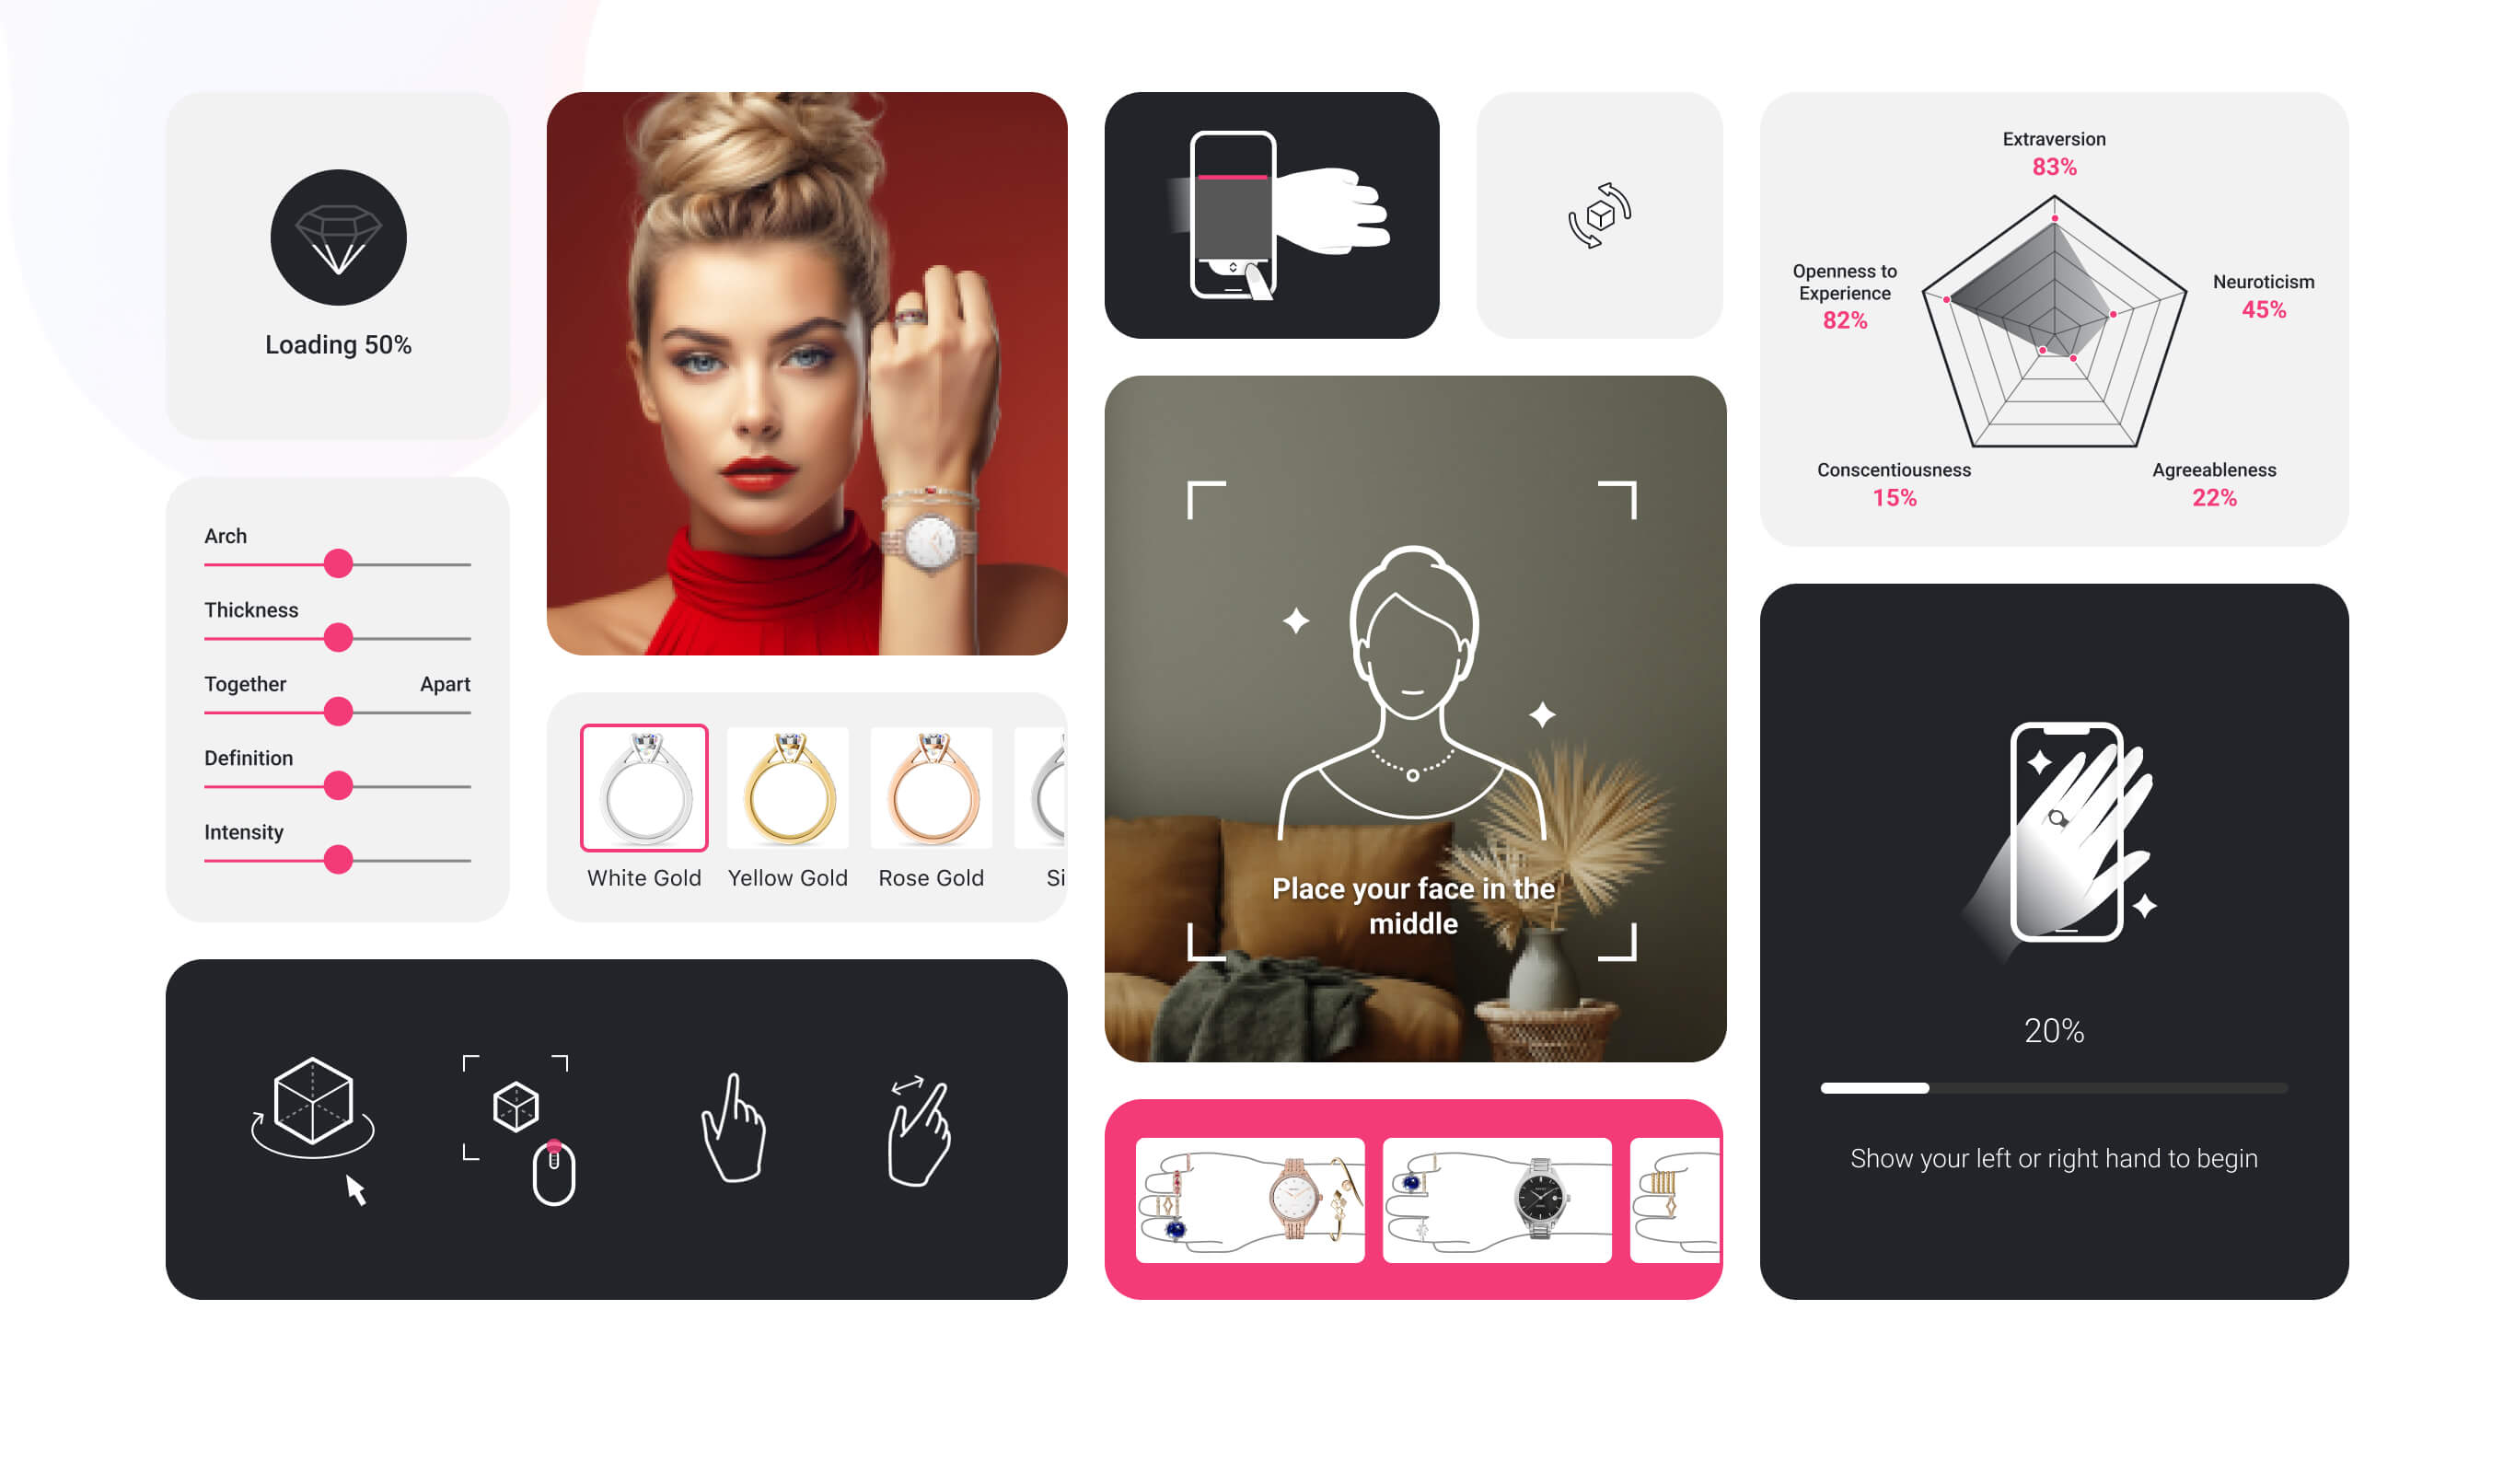 Loading 50%
Arch
Thickness
Together
Apart
Definition
Intensity
White Gold
Yellow Gold
Rose Gold
Si
Place your face in the
middle
Extraversion
83%
Openness to
Experience
82%
Neuroticism
45%
Conscentiousness
15%
Agreeableness
22%
20%
Show your left or right hand to begin